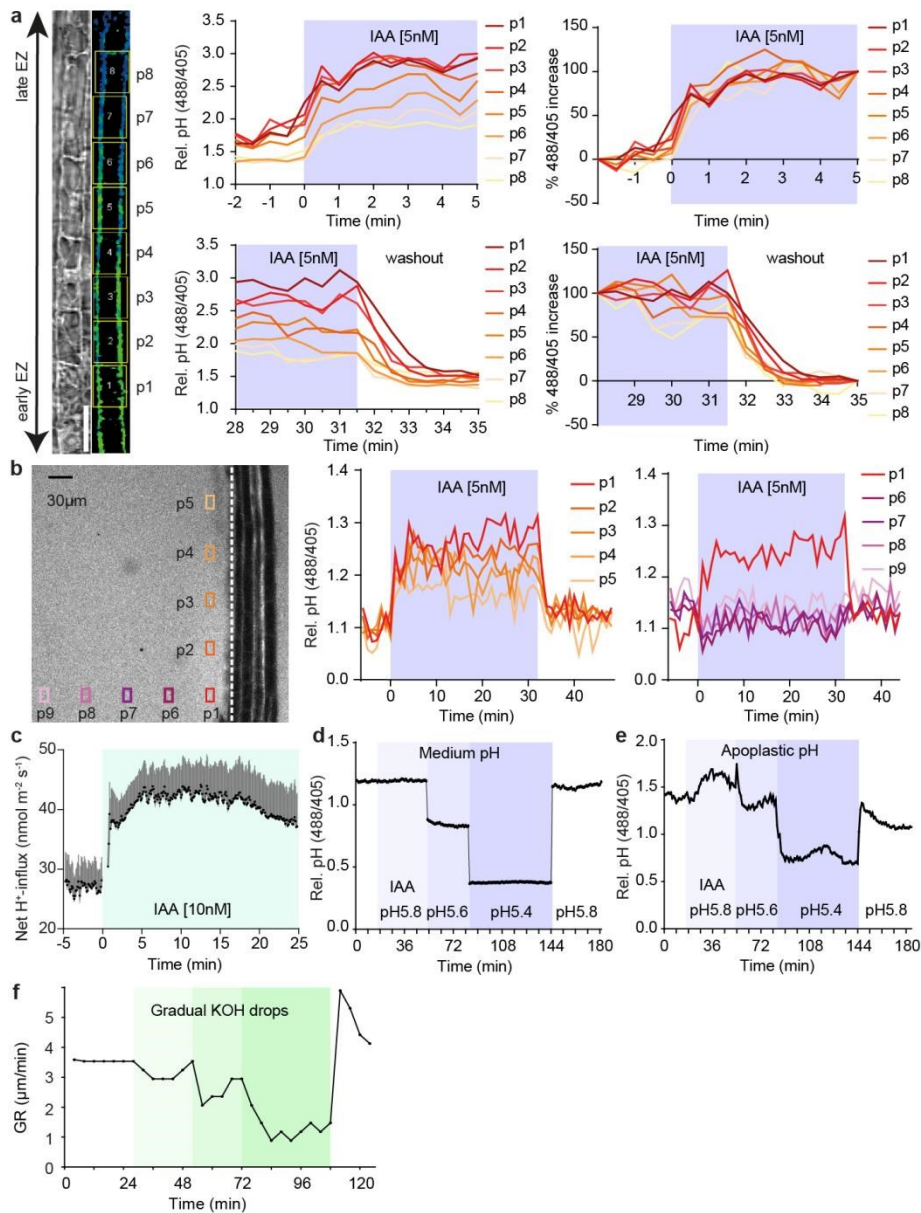 a
late EZ
early EZ
8
7
6
5
4
3
2
1
p8
p7
p6
p5
p4
p3
p2
p1
Rel. pH (488/405)
3.5
3.0
2.5
2.0
1.5
1.0
IAA [5nM]
-2 -1 0 1 2 3 4 5
Time (min)
p1
p2
p3
p4
p5
p6
p7
p8
% 488/405 increase
150
100
50
0
-50
IAA [5nM]
-1 0 1 2 3 4 5
Time (min)
p1
p2
p3
p4
p5
p6
p7
p8
Rel. pH (488/405)
3.5
3.0
2.5
2.0
1.5
1.0
IAA [5nM] washout
28 29 30 31 32 33 34 35
Time (min)
p1
p2
p3
p4
p5
p6
p7
p8
% 488/405 increase
150
100
50
0
-50
IAA [5nM] washout
29 30 31 32 33 34 35
Time (min)
p1
p2
p3
p4
p5
p6
p7
p8
b
30µm
p5
p4
p3
p2
p9 p8 p7 p6 p1
Rel. pH (488/405)
1.4
1.3
1.2
1.1
1.0
IAA [5nM]
0 10 20 30 40
Time (min)
p1
p2
p3
p4
p5
Rel. pH (488/405)
1.4
1.3
1.2
1.1
1.0
IAA [5nM]
0 10 20 30 40
Time (min)
p1
p6
p7
p8
p9
c
Net H⁺-influx (nmol m⁻² s⁻¹)
50
40
30
20
IAA [10nM]
-5 0 5 10 15 20 25
Time (min)
d
Medium pH
Rel. pH (488/405)
1.5
1.2
0.9
0.6
0.3
0.0
IAA
pH5.8 pH5.6 pH5.4 pH5.8
0 36 72 108 144 180
Time (min)
e
Apoplastic pH
Rel. pH (488/405)
2.0
1.6
1.2
0.8
0.4
0.0
IAA
pH5.8 pH5.6 pH5.4 pH5.8
0 36 72 108 144 180
Time (min)
f
Gradual KOH drops
GR (µm/min)
5
4
3
2
1
0
0 24 48 72 96 120
Time (min)